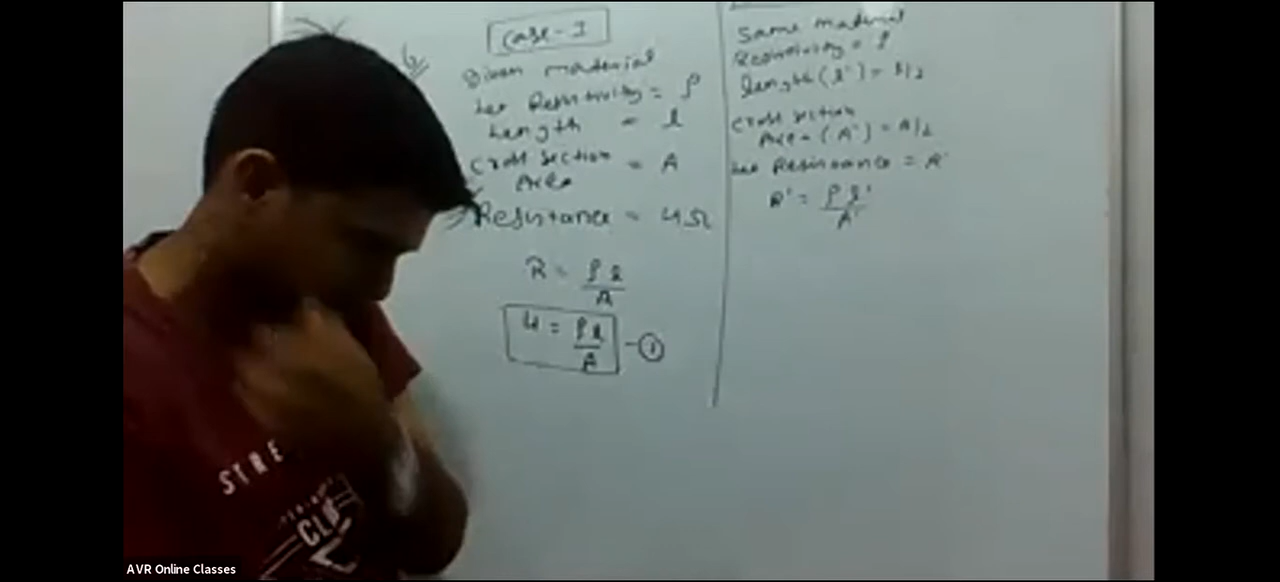 Case-I
Given material
Let Resistivity = ρ
Length = l
Cross section = A
Area
Resistance = 4Ω
R = ρl
A
4 = ρl - ①
A
Same material
Resistivity = ρ
length (l') = l/2
Cross section
Area (A') = A/2
Let Resistance = R'
R' = ρl'
A'
STRE
CLB
AVR Online Classes